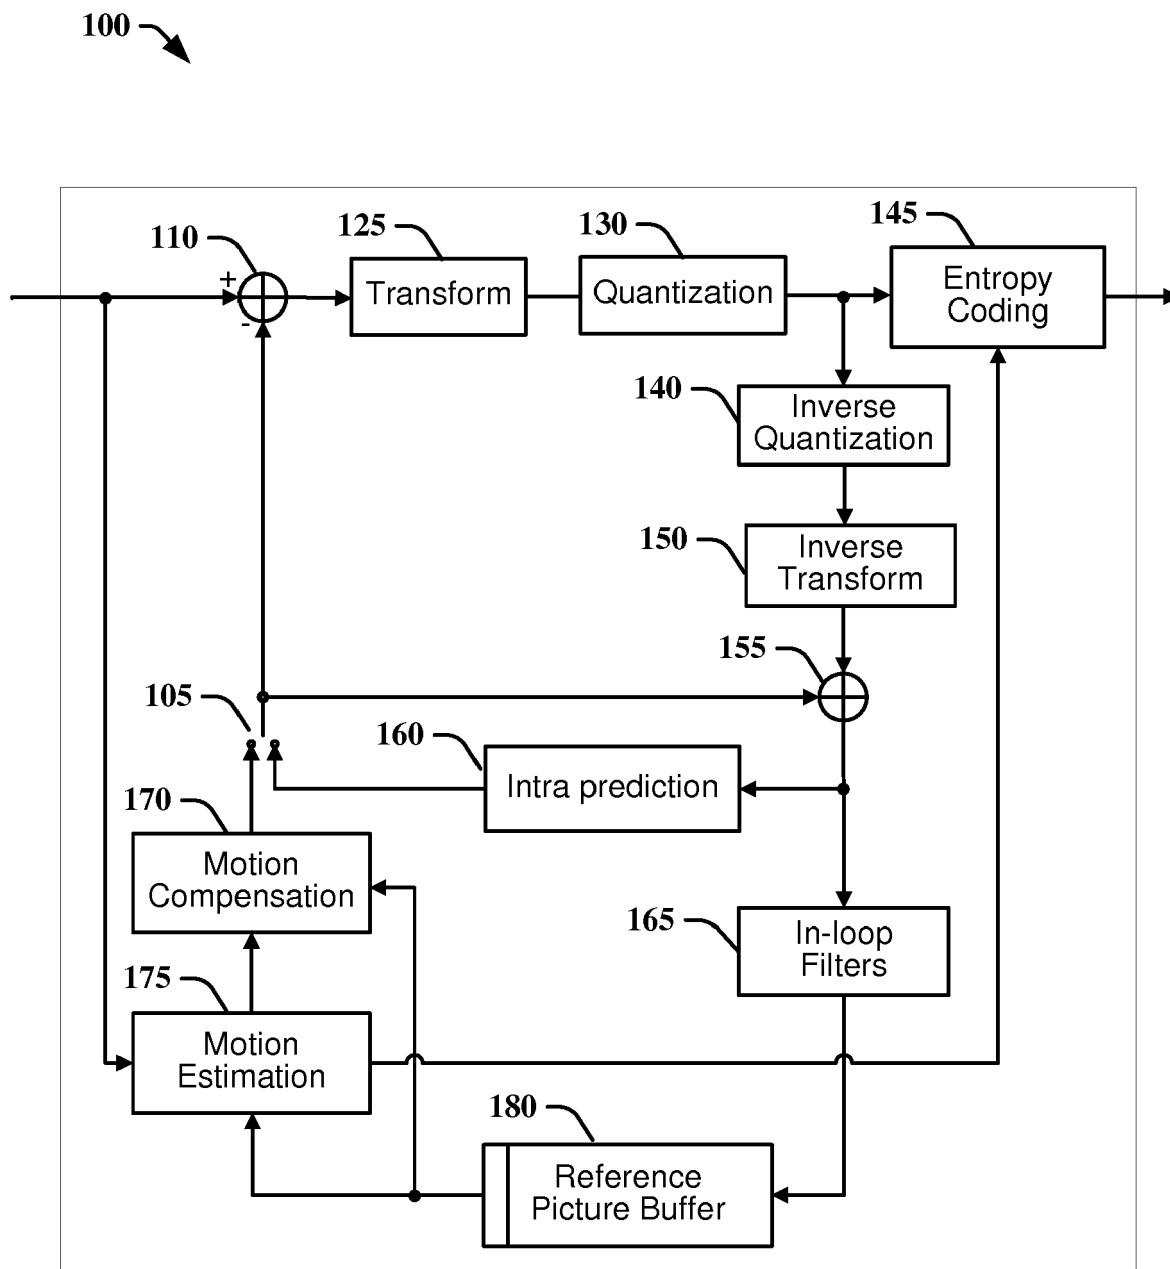 100
110
+
-
125
Transform
130
Quantization
145
Entropy
Coding
140
Inverse
Quantization
150
Inverse
Transform
155
105
160
Intra prediction
170
Motion
Compensation
165
In-loop
Filters
175
Motion
Estimation
180
Reference
Picture Buffer